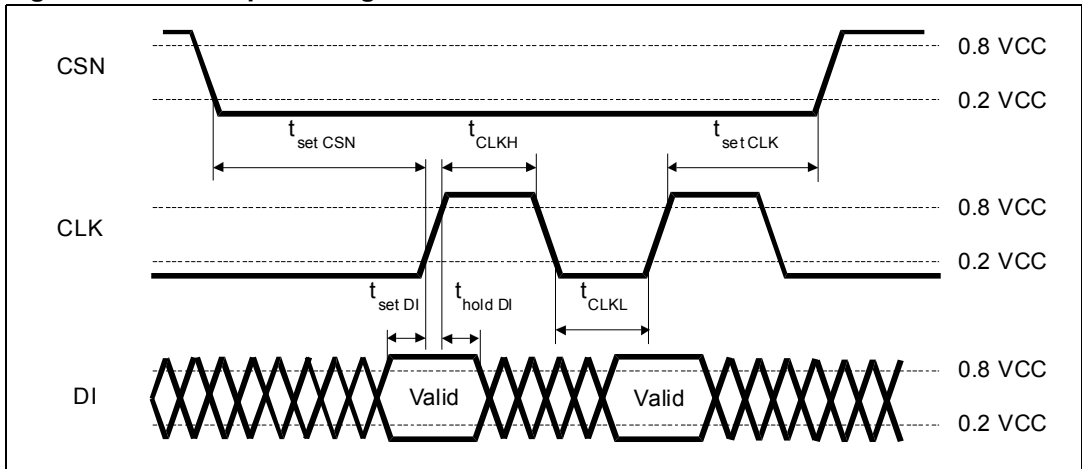 CSN
0.8 VCC
0.2 VCC
t set CSN
t CLKH
t set CLK
CLK
0.8 VCC
0.2 VCC
t set DI
t hold DI
t CLKL
DI
Valid
Valid
0.8 VCC
0.2 VCC